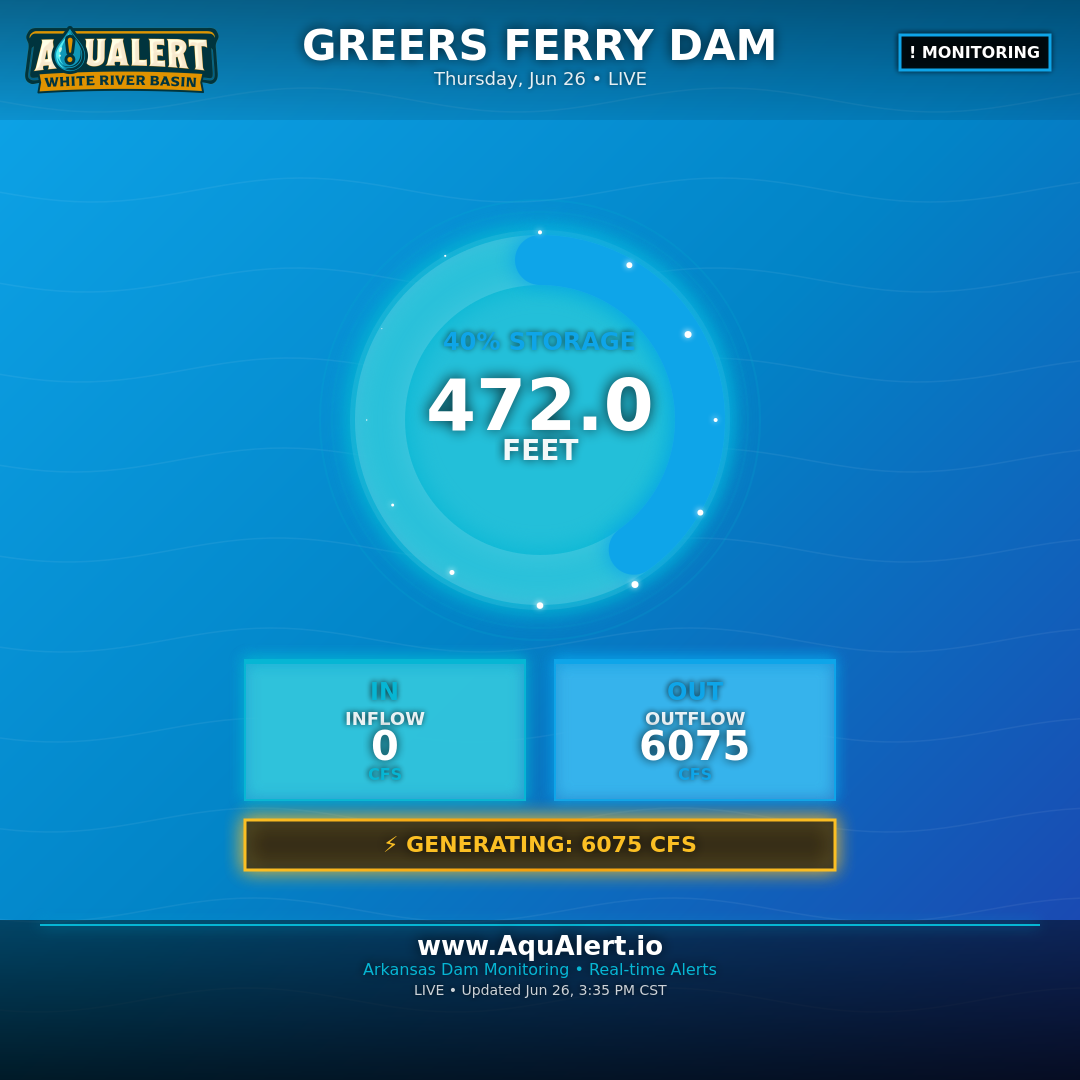 AQUALERT
WHITE RIVER BASIN
GREERS FERRY DAM
Thursday, Jun 26 • LIVE
! MONITORING
40% STORAGE
472.0
FEET
IN
INFLOW
0
CFS
OUT
OUTFLOW
6075
CFS
⚡ GENERATING: 6075 CFS
www.AquAlert.io
Arkansas Dam Monitoring • Real-time Alerts
LIVE • Updated Jun 26, 3:35 PM CST